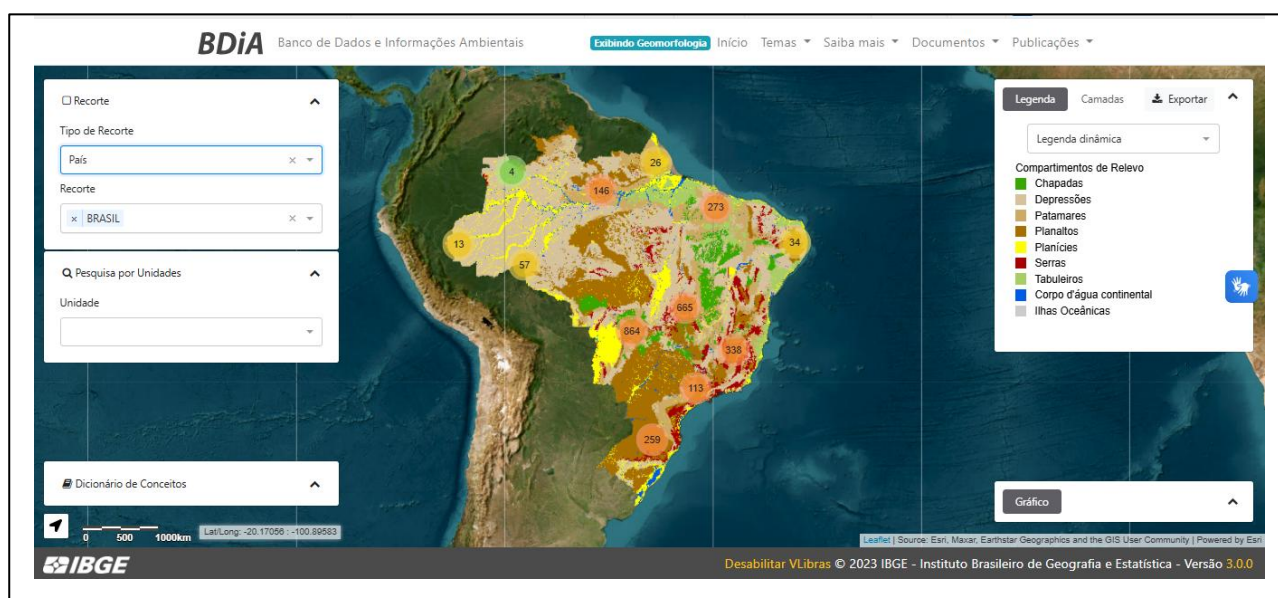 BDiA Banco de Dados e Informações Ambientais Exibindo Geomorfologia Início Temas Saiba mais Documentos Publicações
Recorte
Tipo de Recorte
País ×
Recorte
× BRASIL ×
Pesquisa por Unidades
Unidade
Dicionário de Conceitos
0 500 1000km
Lat/Long: -20.17056 : -100.89583
4
146
26
273
13
57
34
665
864
338
113
259
Legenda Camadas Exportar
Legenda dinâmica
Compartimentos de Relevo
Chapadas
Depressões
Patamares
Planaltos
Planícies
Serras
Tabuleiros
Corpo d'água continental
Ilhas Oceânicas
Gráfico
Leaflet | Source: Esri, Maxar, Earthstar Geographics and the GIS User Community | Powered by Esri
IBGE
Desabilitar VLibras © 2023 IBGE - Instituto Brasileiro de Geografia e Estatística - Versão 3.0.0